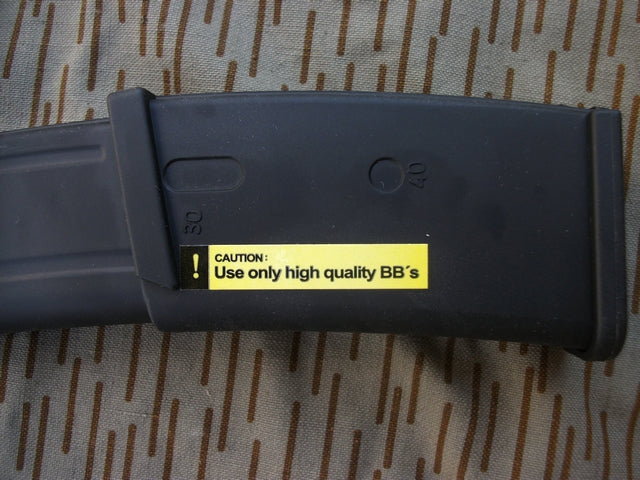 40
30
! CAUTION:
Use only high quality BB´s